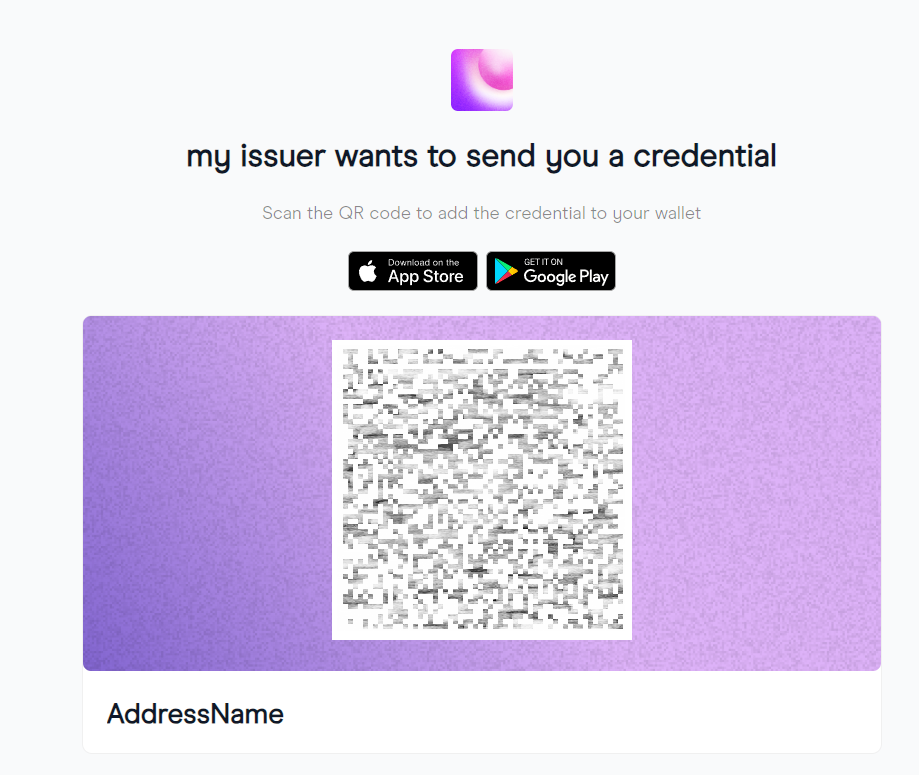 my issuer wants to send you a credential
Scan the QR code to add the credential to your wallet
Download on the
App Store
GET IT ON
Google Play
AddressName